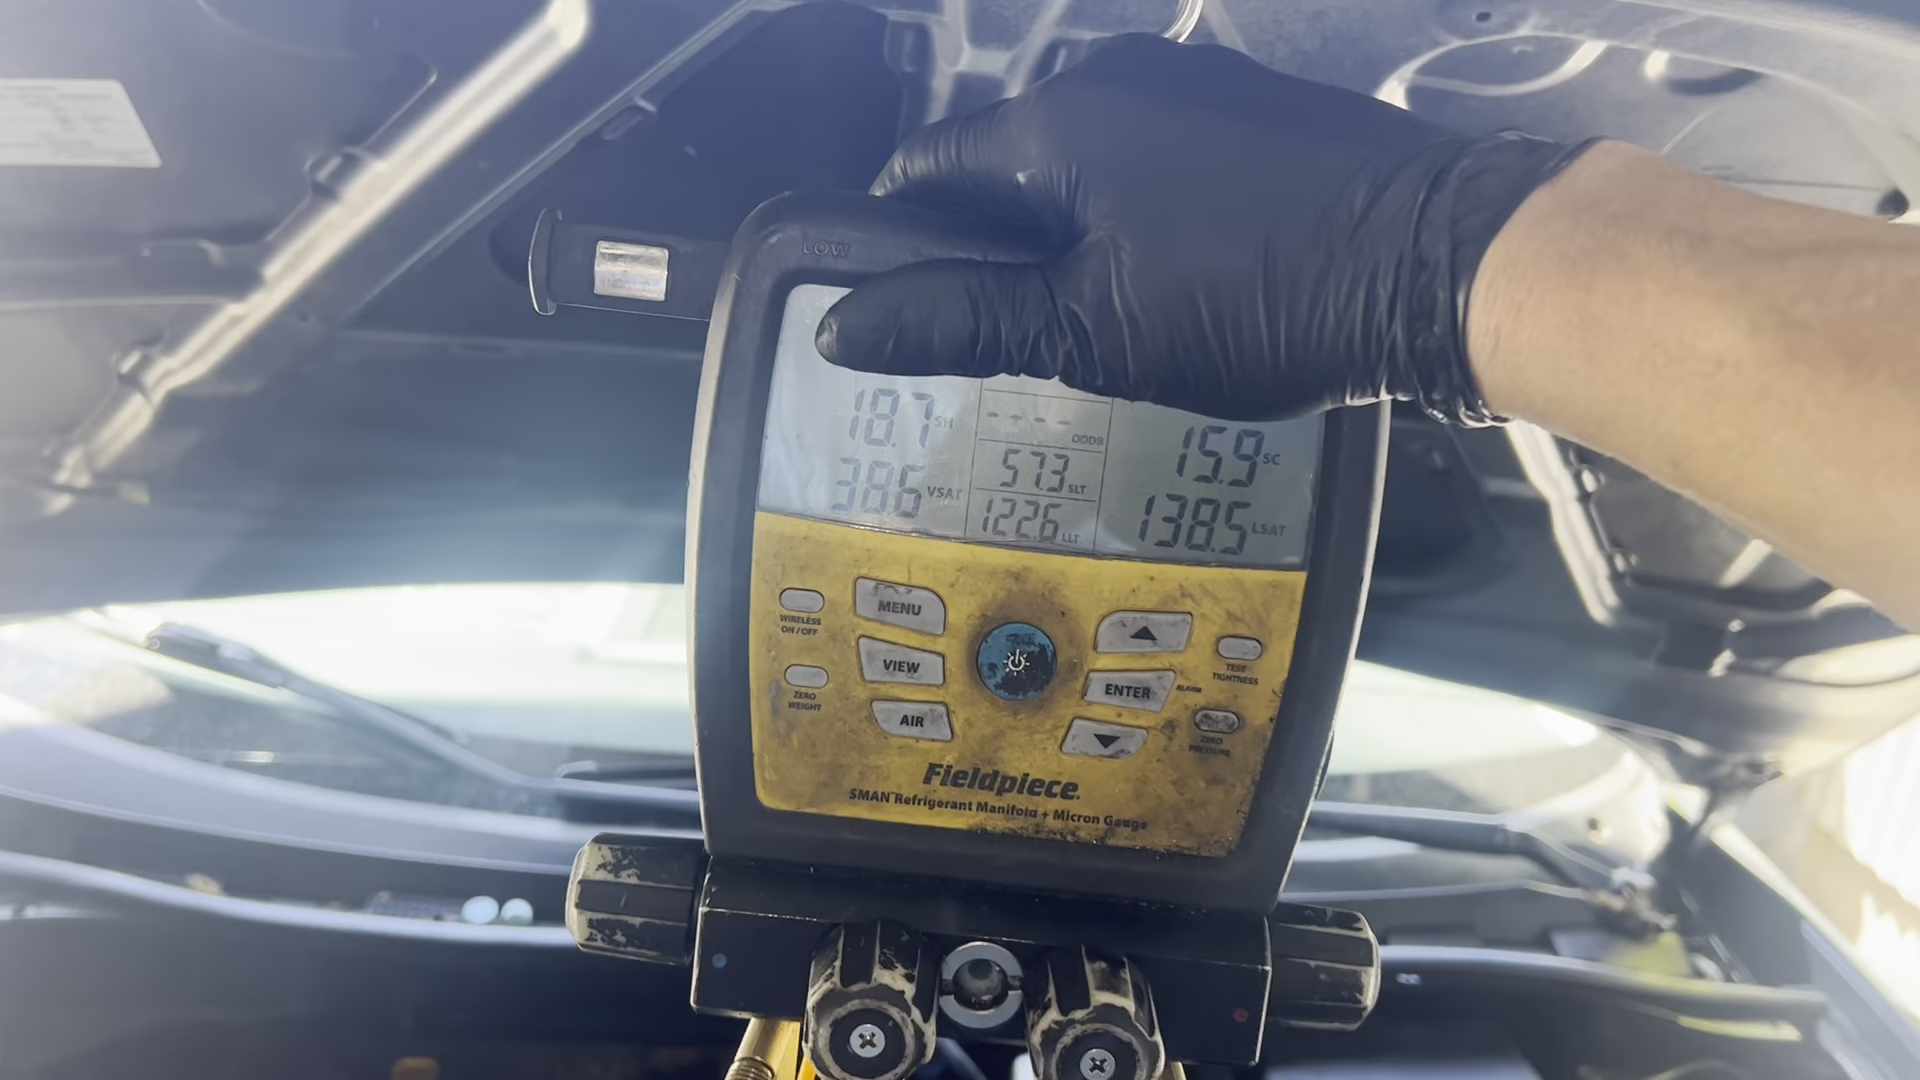 LOW
18.7 SH
- - - -
ODDB
15.9 SC
38.6 VSAT
57.3 SLT
122.6 LLT
138.5 LSAT
WIRELESS
ON / OFF
MENU
VIEW
ZERO
WEIGHT
AIR
TEST
TIGHTNESS
ENTER
ALARM
ZERO
PRESSURE
Fieldpiece
SMAN Refrigerant Manifold + Micron Gauge